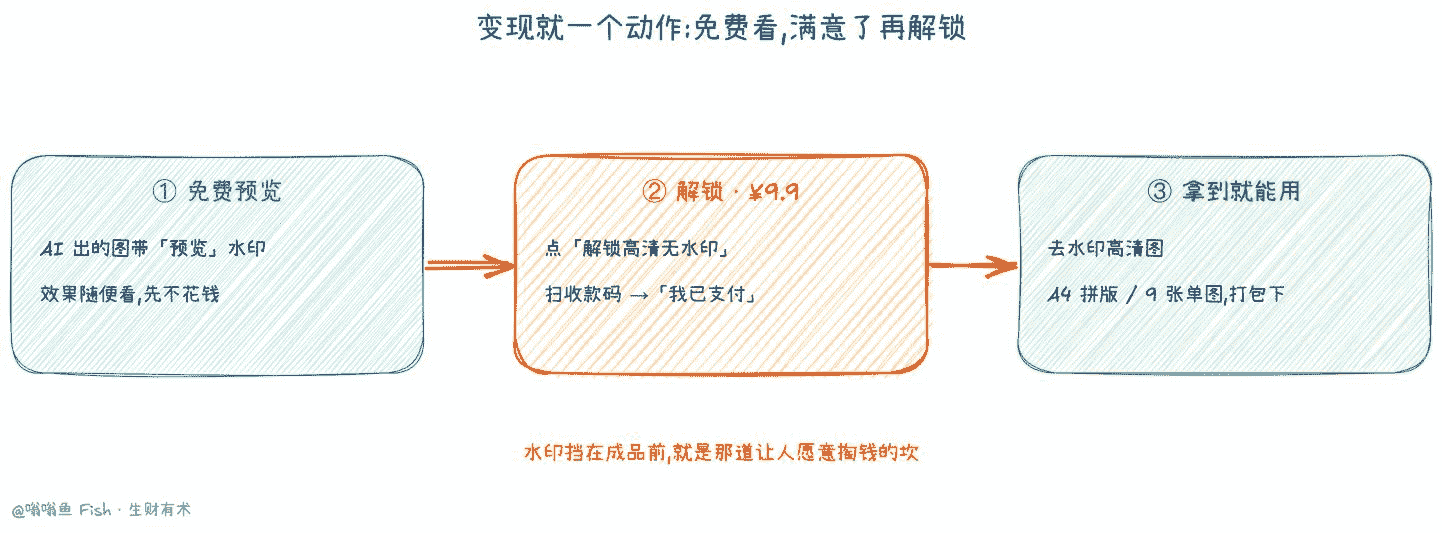 变现就一个动作:免费看,满意了再解锁
① 免费预览
AI 出的图带「预览」水印
效果随便看,先不花钱
② 解锁 · ¥9.9
点「解锁高清无水印」
扫收款码 →「我已支付」
③ 拿到就能用
去水印高清图
A4 拼版 / 9 张单图,打包下
水印挡在成品前,就是那道让人愿意掏钱的坎
@嗡嗡鱼 Fish · 生财有术